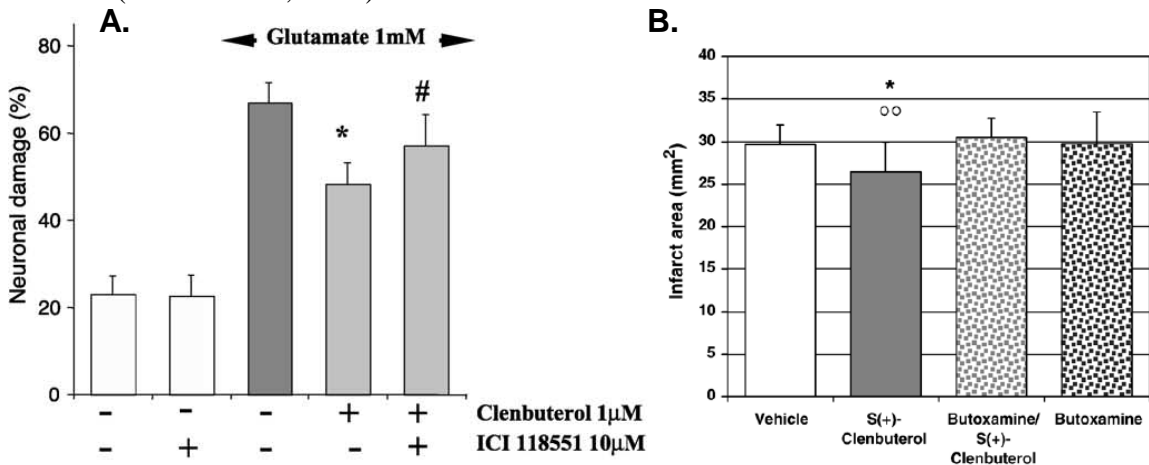 A.
Glutamate 1mM
Neuronal damage (%)
80
60
40
20
0
*
#
- - - + + Clenbuterol 1µM
- + - - + ICI 118551 10µM
B.
Infarct area (mm²)
40
35
30
25
20
15
10
5
0
*
○○
Vehicle
S(+)-
Clenbuterol
Butoxamine/
S(+)-
Clenbuterol
Butoxamine